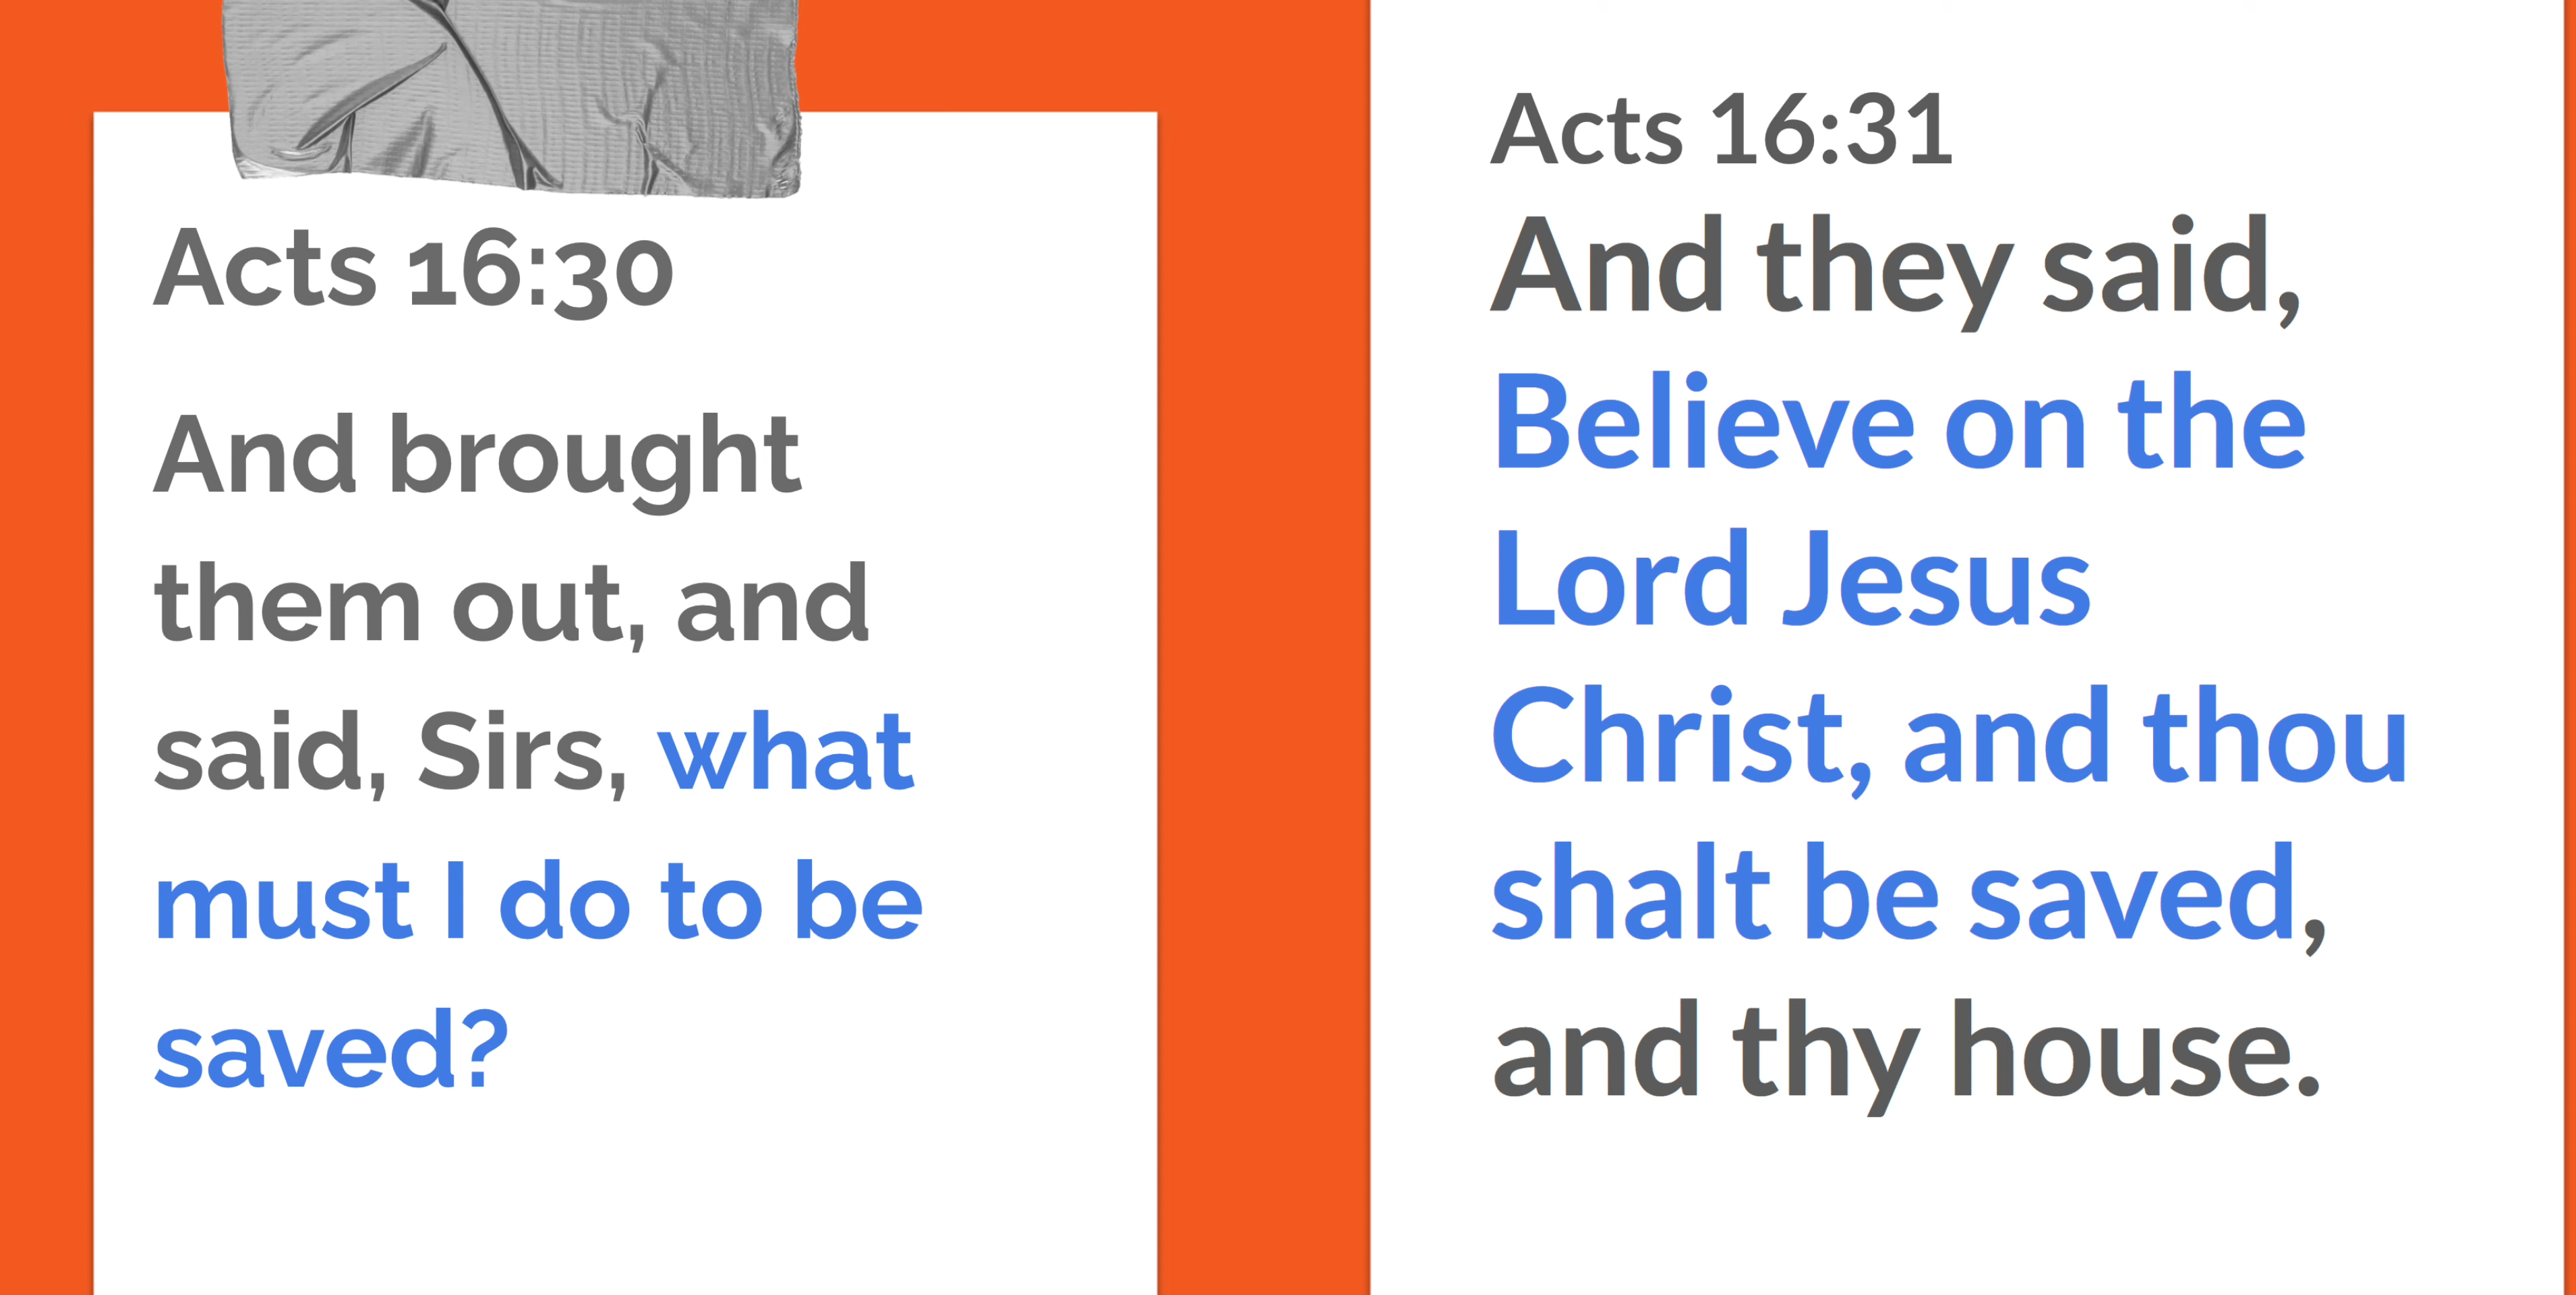 Acts 16:30
And brought
them out, and
said, Sirs, what
must I do to be
saved?
Acts 16:31
And they said,
Believe on the
Lord Jesus
Christ, and thou
shalt be saved,
and thy house.